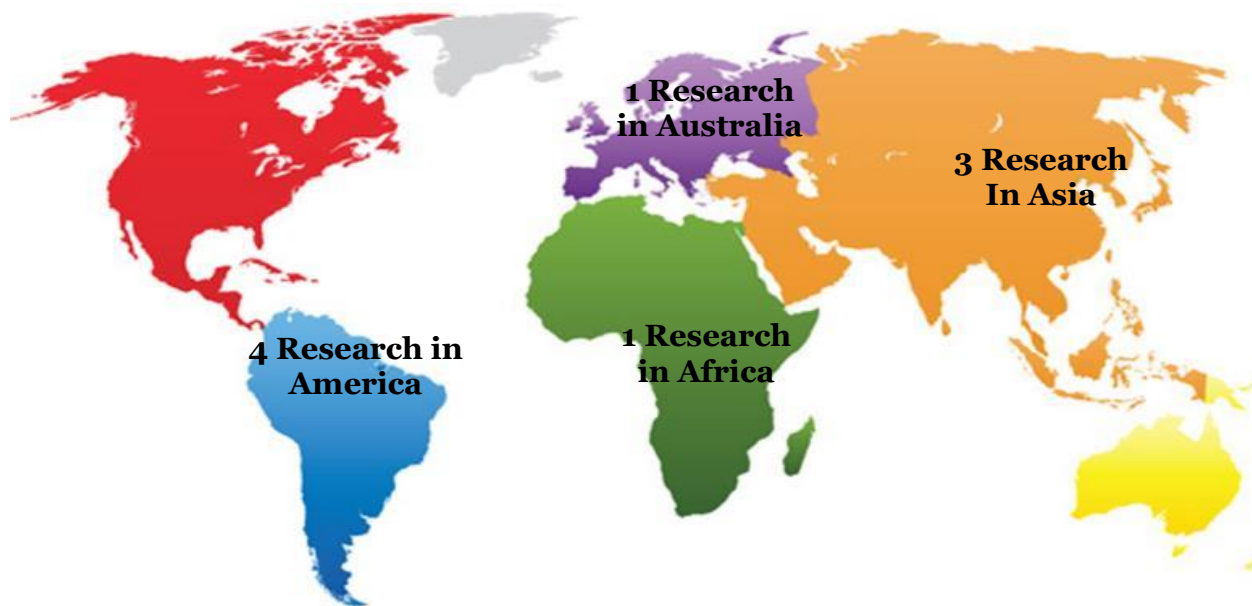 1 Research
in Australia
3 Research
In Asia
4 Research in
America
1 Research
in Africa